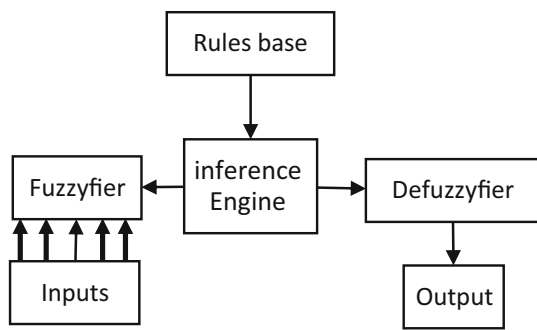 Rules base
Fuzzyfier
inference
Engine
Defuzzyfier
Inputs
Output